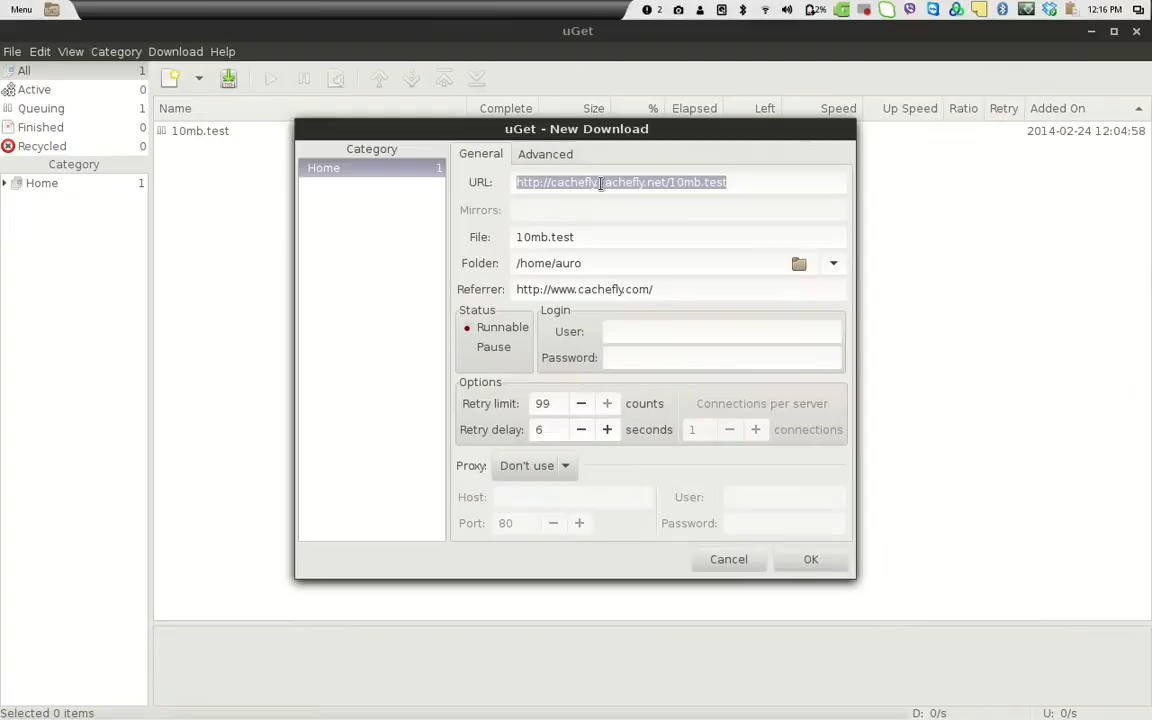 Menu 2 2% 12:16 PM
uGet
File Edit View Category Download Help
All 1
Active 0
Queuing 1
Finished 0
Recycled 0
Category
Home 1
Name Complete Size % Elapsed Left Speed Up Speed Ratio Retry Added On
10mb.test 2014-02-24 12:04:58
uGet - New Download
Category
Home 1
General Advanced
URL: http://cachefly.cachefly.net/10mb.test
Mirrors:
File: 10mb.test
Folder: /home/auro
Referrer: http://www.cachefly.com/
Status Login
Runnable User:
Pause Password:
Options
Retry limit: 99 counts Connections per server
Retry delay: 6 seconds 1 connections
Proxy: Don't use
Host: User:
Port: 80 Password:
Cancel OK
Selected 0 items D: 0/s U: 0/s